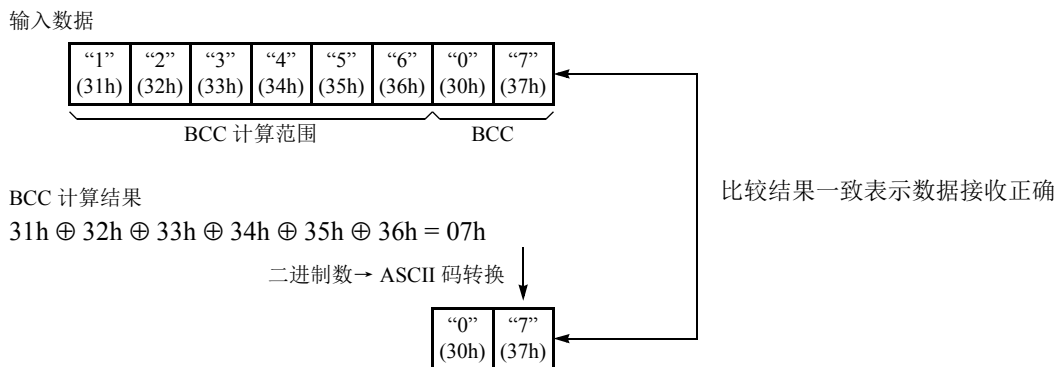 输入数据
“1” “2” “3” “4” “5” “6” “0” “7”
(31h) (32h) (33h) (34h) (35h) (36h) (30h) (37h)
BCC 计算范围 BCC
比较结果一致表示数据接收正确
BCC 计算结果
31h ⊕ 32h ⊕ 33h ⊕ 34h ⊕ 35h ⊕ 36h = 07h
二进制数→ ASCII 码转换
“0” “7”
(30h) (37h)